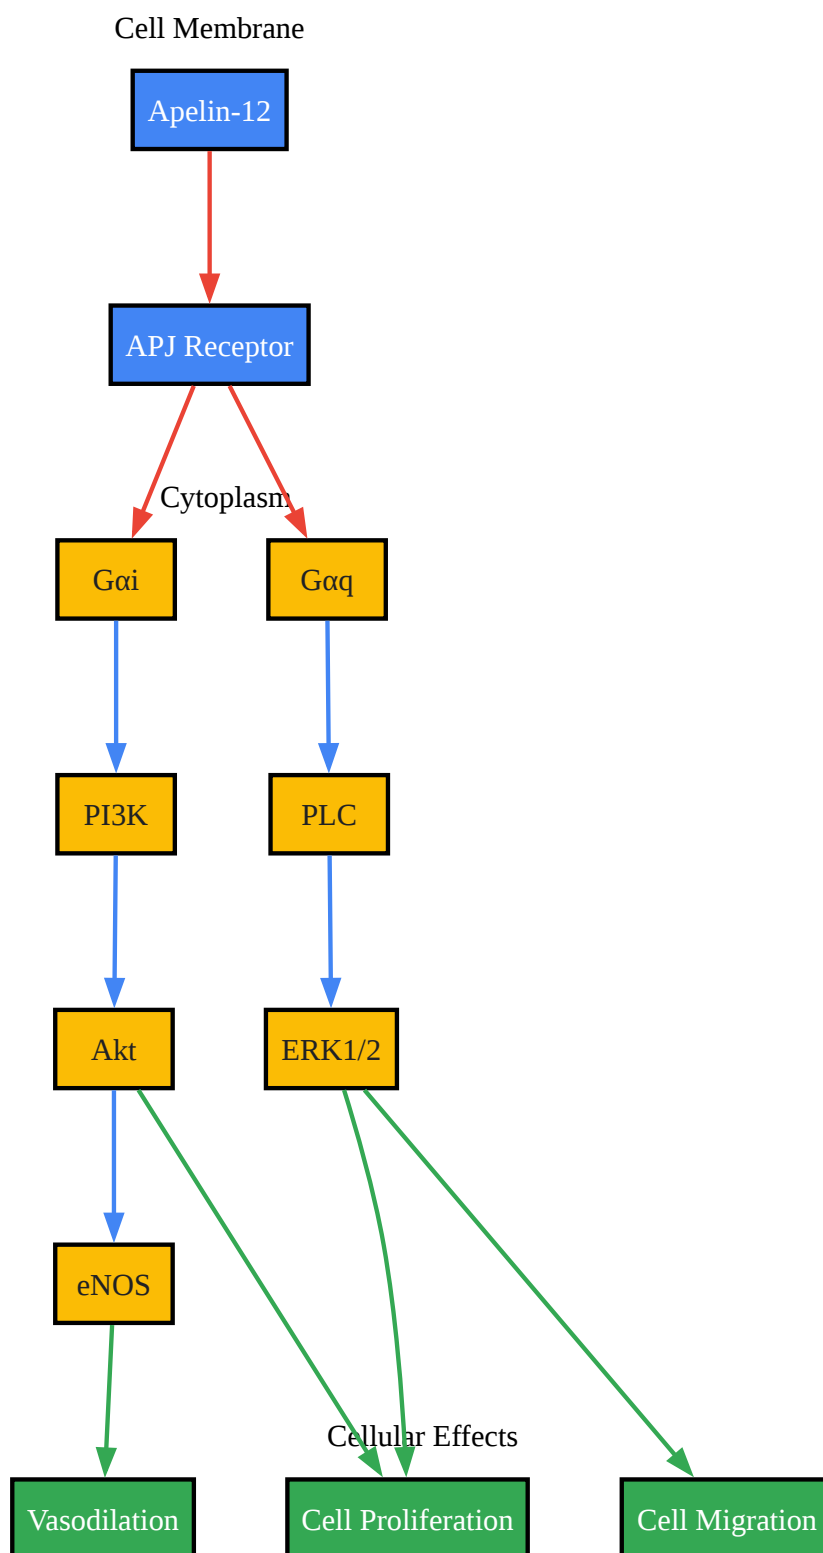 Cell Membrane
Apelin-12
APJ Receptor
Cytoplasm
Gαi
Gαq
PI3K
PLC
Akt
ERK1/2
eNOS
Cellular Effects
Vasodilation
Cell Proliferation
Cell Migration